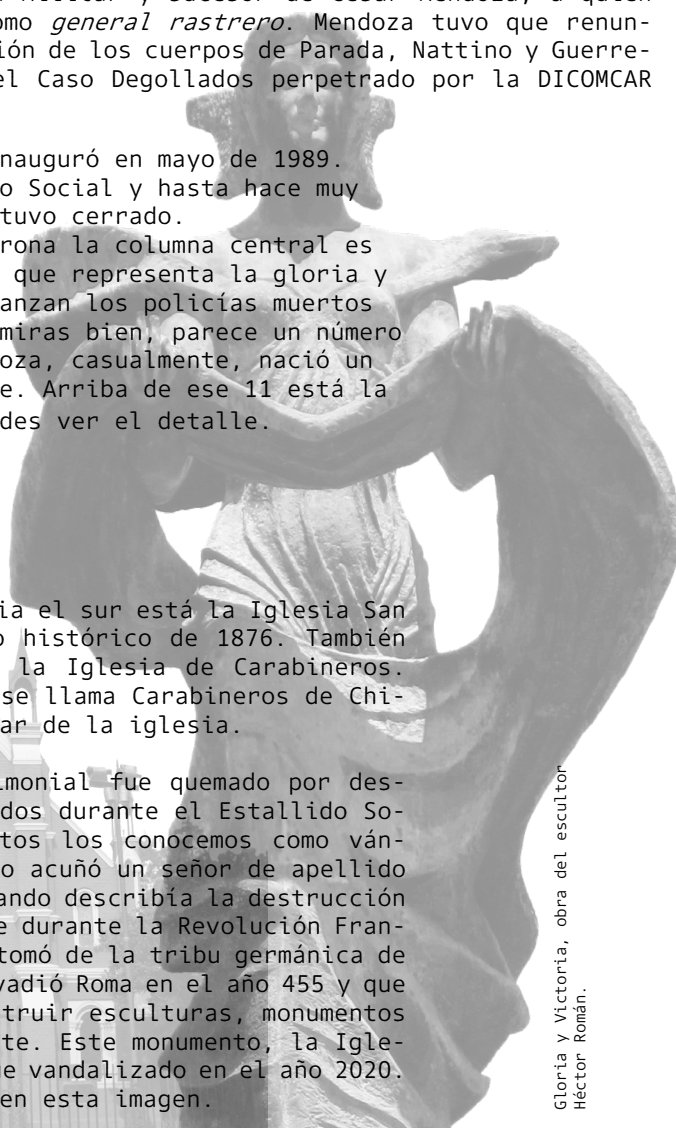 como general rastrero. Mendoza tuvo que renun-
ción de los cuerpos de Parada, Nattino y Guerre-
el Caso Degollados perpetrado por la DICOMCAR
inauguró en mayo de 1989.
o Social y hasta hace muy
tuvo cerrado.
rona la columna central es
que representa la gloria y
anzan los policías muertos
miras bien, parece un número
oza, casualmente, nació un
e. Arriba de ese 11 está la
des ver el detalle.
ia el sur está la Iglesia San
o histórico de 1876. También
la Iglesia de Carabineros.
se llama Carabineros de Chi-
ar de la iglesia.
imonial fue quemado por des-
dos durante el Estallido So-
tos los conocemos como ván-
o acuñó un señor de apellido
ando describía la destrucción
e durante la Revolución Fran-
tomó de la tribu germánica de
vadió Roma en el año 455 y que
struir esculturas, monumentos
te. Este monumento, la Igle-
ue vandalizado en el año 2020.
en esta imagen.
Gloria y Victoria, obra del escultor
Héctor Román.